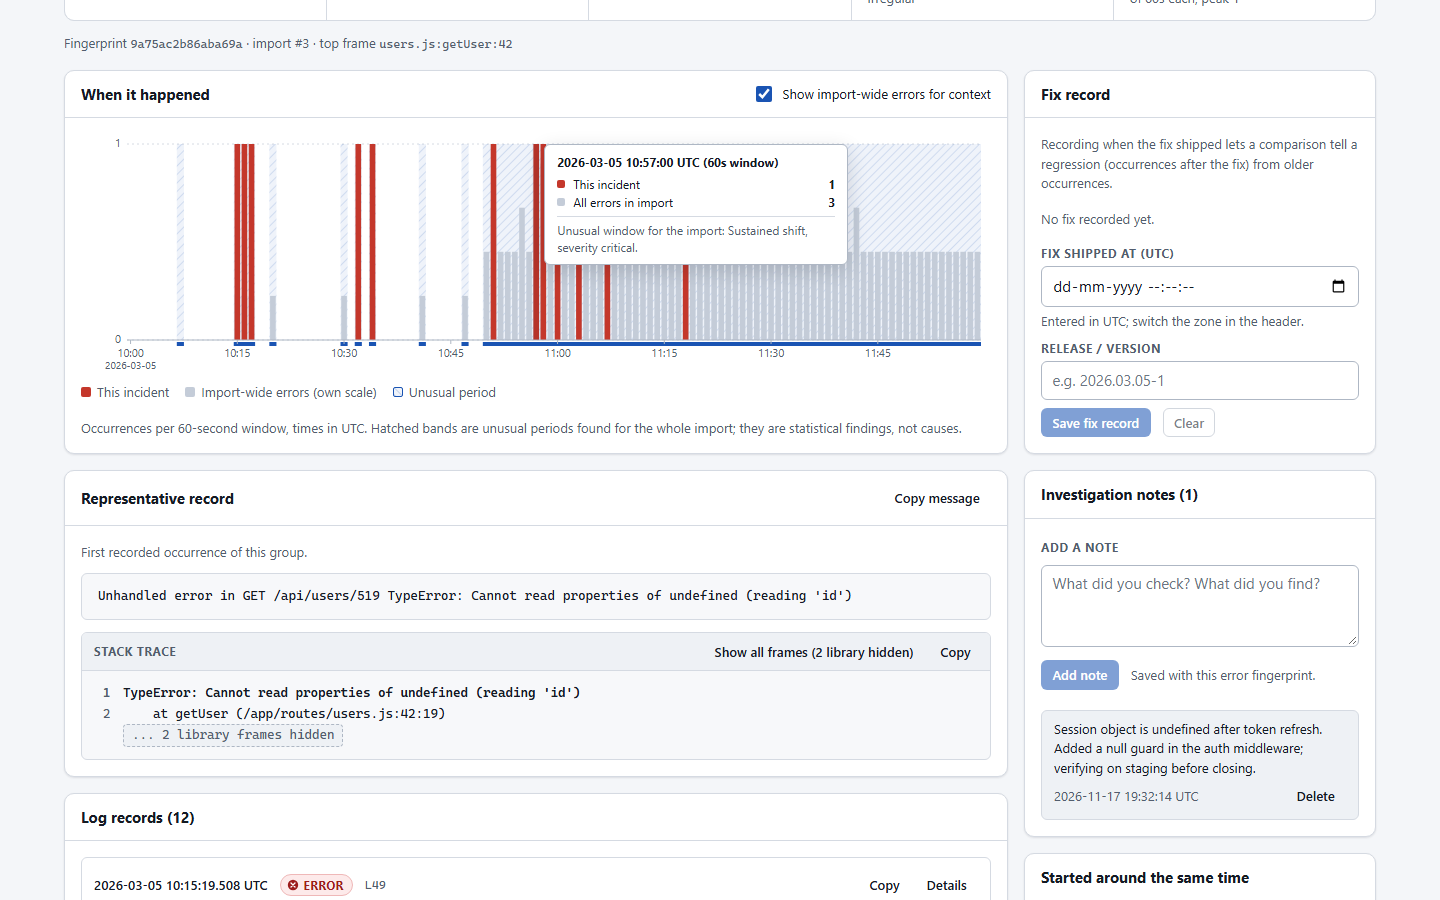 Fingerprint 9a75ac2b86aba69a · import #3 · top frame users.js:getUser:42
When it happened
Show import-wide errors for context
1
0
2026-03-05 10:57:00 UTC (60s window)
This incident 1
All errors in import 3
Unusual window for the import: Sustained shift,
severity critical.
10:00 10:15 10:30 10:45 11:00 11:15 11:30 11:45
2026-03-05
This incident Import-wide errors (own scale) Unusual period
Occurrences per 60-second window, times in UTC. Hatched bands are unusual periods found for the whole import; they are statistical findings, not causes.
Fix record
Recording when the fix shipped lets a comparison tell a
regression (occurrences after the fix) from older
occurrences.
No fix recorded yet.
FIX SHIPPED AT (UTC)
dd-mm-yyyy --:--:--
Entered in UTC; switch the zone in the header.
RELEASE / VERSION
e.g. 2026.03.05-1
Save fix record Clear
Representative record
Copy message
First recorded occurrence of this group.
Unhandled error in GET /api/users/519 TypeError: Cannot read properties of undefined (reading 'id')
STACK TRACE
Show all frames (2 library hidden) Copy
1 TypeError: Cannot read properties of undefined (reading 'id')
2 at getUser (/app/routes/users.js:42:19)
... 2 library frames hidden
Investigation notes (1)
ADD A NOTE
What did you check? What did you find?
Add note Saved with this error fingerprint.
Session object is undefined after token refresh.
Added a null guard in the auth middleware;
verifying on staging before closing.
2026-11-17 19:32:14 UTC Delete
Log records (12)
2026-03-05 10:15:19.508 UTC ERROR L49 Copy Details
Started around the same time